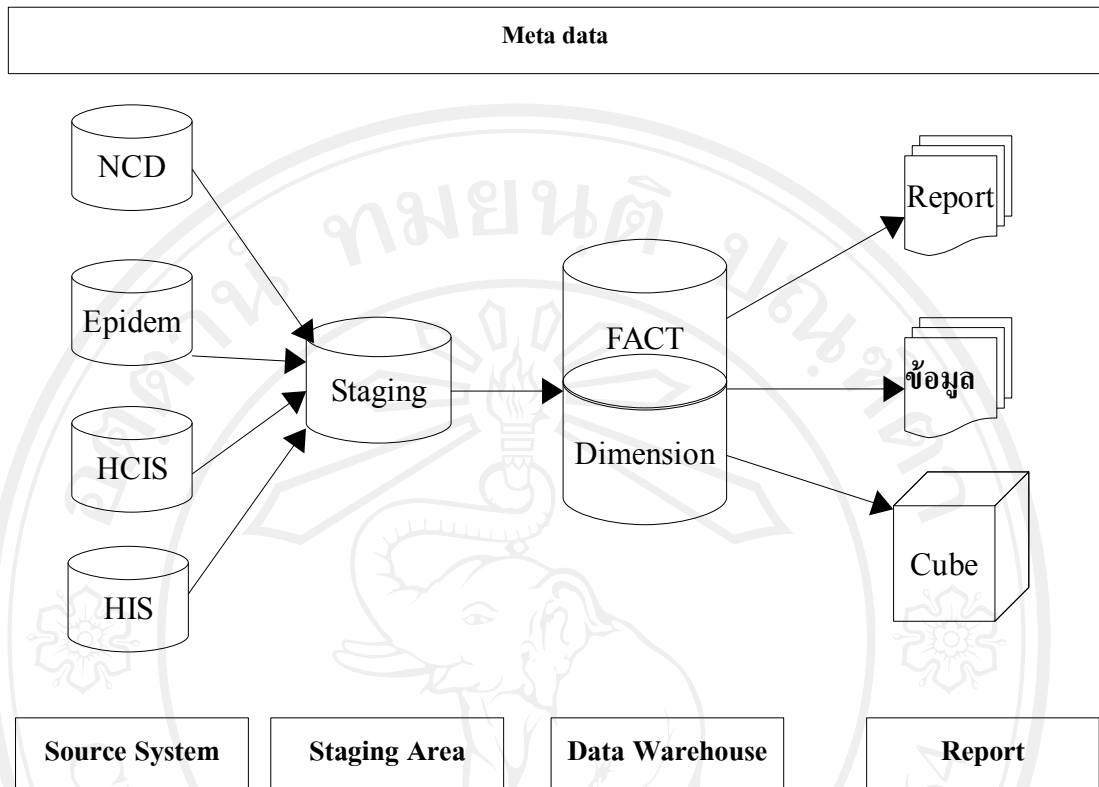 Meta data
NCD
Epidem
HCIS
HIS
Staging
FACT
Dimension
Report
ข้อมูล
Cube
Source System
Staging Area
Data Warehouse
Report